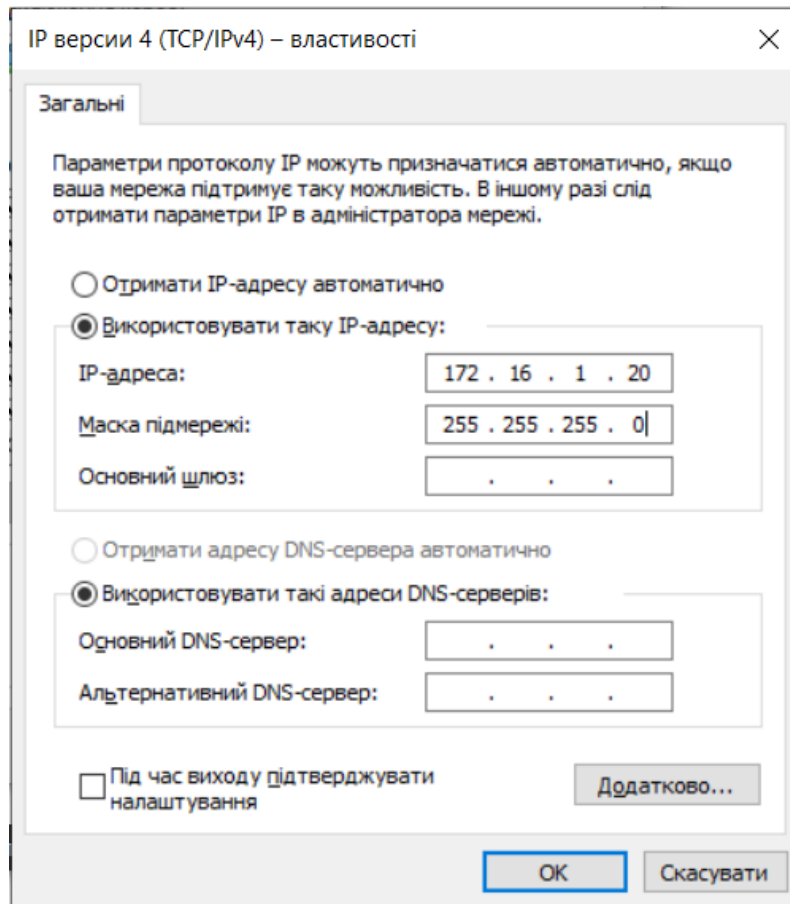 IP версии 4 (TCP/IPv4) – властивості
Загальні
Параметри протоколу IP можуть призначатися автоматично, якщо
ваша мережа підтримує таку можливість. В іншому разі слід
отримати параметри IP в адміністратора мережі.
Отримати IP-адресу автоматично
Використовувати таку IP-адресу:
IP-адреса: 172 . 16 . 1 . 20
Маска підмережі: 255 . 255 . 255 . 0
Основний шлюз: . . .
Отримати адресу DNS-сервера автоматично
Використовувати такі адреси DNS-серверів:
Основний DNS-сервер: . . .
Альтернативний DNS-сервер: . . .
Під час виходу підтверджувати
налаштування
Додатково...
OK Скасувати